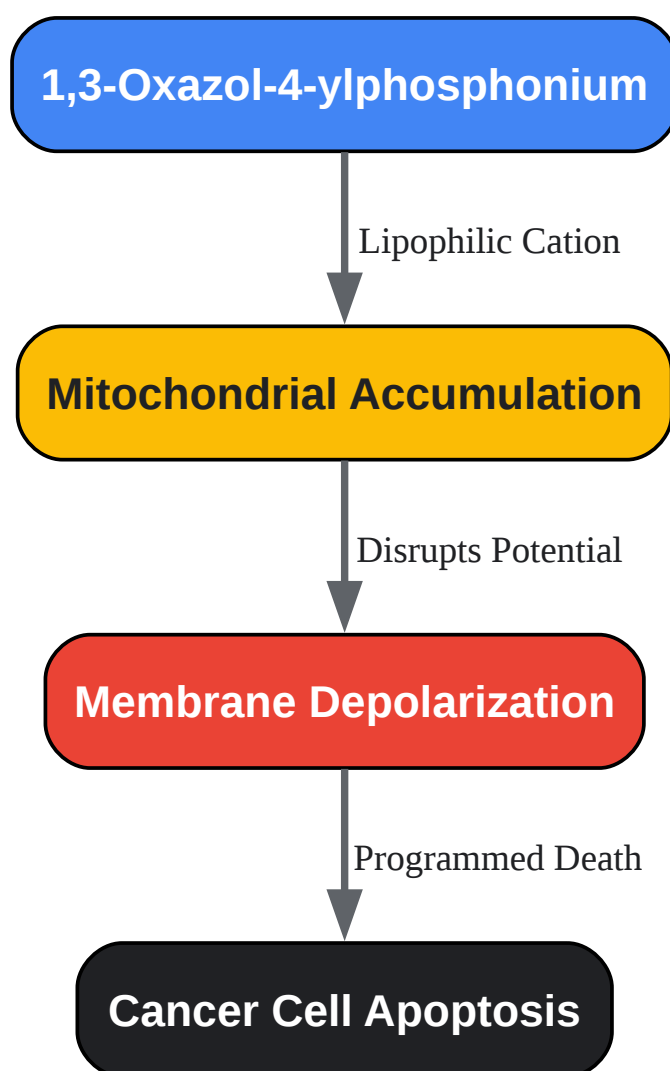 1,3-Oxazol-4-ylphosphonium
Lipophilic Cation
Mitochondrial Accumulation
Disrupts Potential
Membrane Depolarization
Programmed Death
Cancer Cell Apoptosis